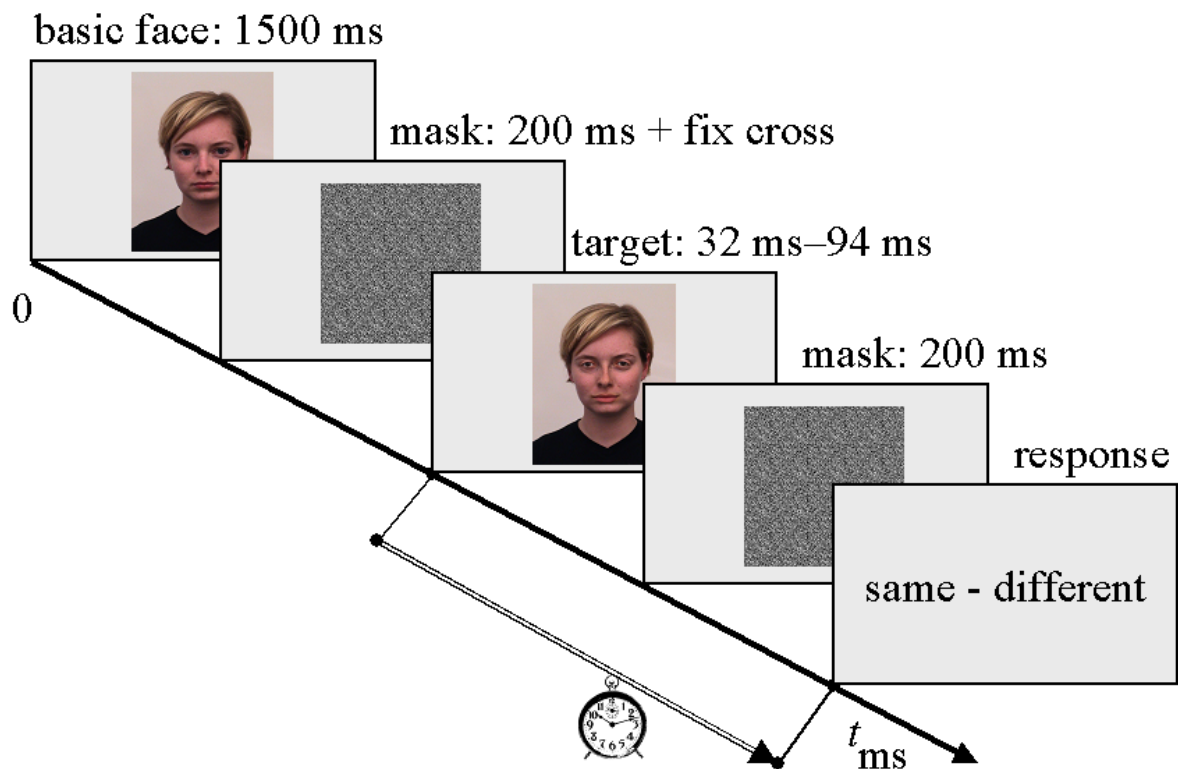 basic face: 1500 ms
mask: 200 ms + fix cross
target: 32 ms–94 ms
0
mask: 200 ms
response
same - different
t ms